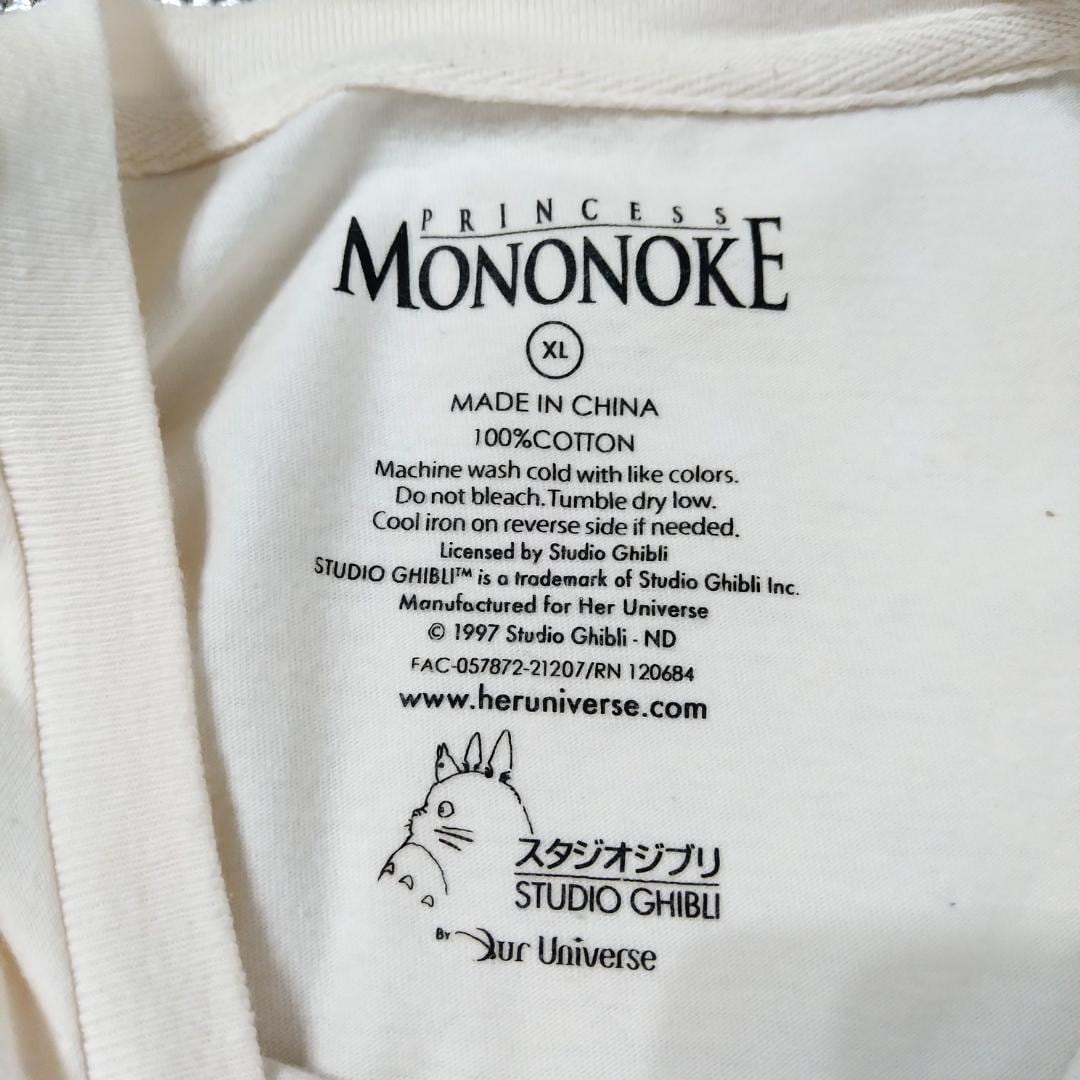 PRINCESS
MONONOKE
XL
MADE IN CHINA
100%COTTON
Machine wash cold with like colors.
Do not bleach.Tumble dry low.
Cool iron on reverse side if needed.
Licensed by Studio Ghibli
STUDIO GHIBLI™ is a trademark of Studio Ghibli Inc.
Manufactured for Her Universe
© 1997 Studio Ghibli - ND
FAC-057872-21207/RN 120684
www.heruniverse.com
スタジオジブリ
STUDIO GHIBLI
BY Our Universe